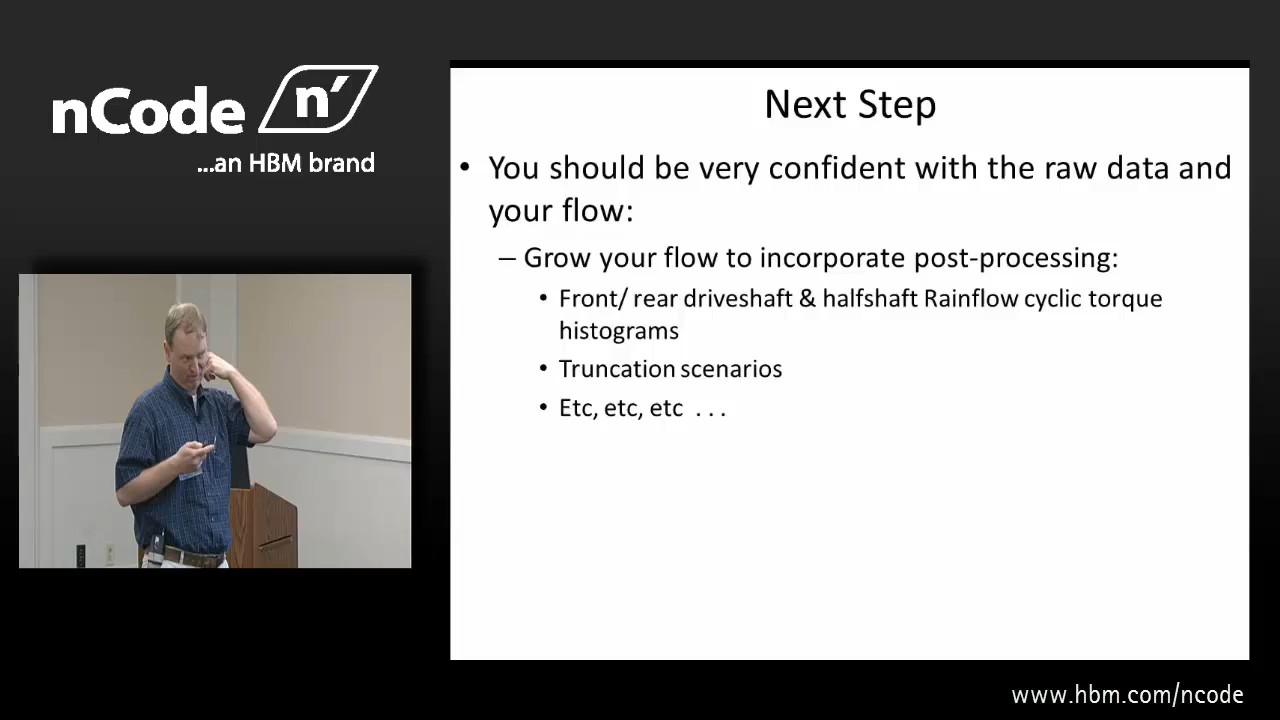 nCode n'
...an HBM brand
Next Step
• You should be very confident with the raw data and
your flow:
– Grow your flow to incorporate post-processing:
• Front/ rear driveshaft & halfshaft Rainflow cyclic torque
histograms
• Truncation scenarios
• Etc, etc, etc . . .
www.hbm.com/ncode